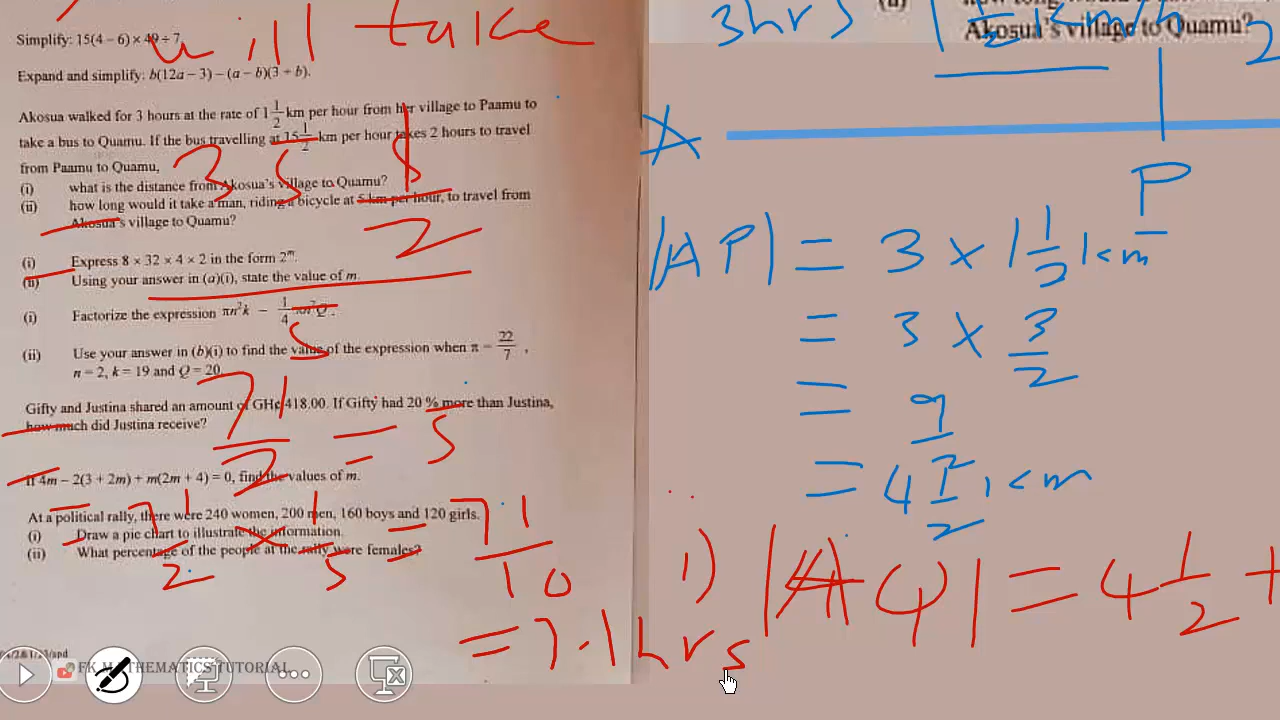 will take
Simplify: 15(4 − 6) × 49 ÷ 7.
Expand and simplify: b(12a − 3) − (a − b)(3 + b).
Akosua walked for 3 hours at the rate of 1 1/2 km per hour from her village to Paamu to
take a bus to Quamu. If the bus travelling at 15 1/2 km per hour takes 2 hours to travel
from Paamu to Quamu,
(i) what is the distance from Akosua's village to Quamu?
(ii) how long would it take a man, riding a bicycle at 5 km per hour, to travel from
Akosua's village to Quamu?
(i) Express 8 × 32 × 4 × 2 in the form 2ᵐ.
(ii) Using your answer in (a)(i), state the value of m.
(i) Factorize the expression πn²k − 1/4 πn²Q.
(ii) Use your answer in (b)(i) to find the value of the expression when π = 22/7,
n = 2, k = 19 and Q = 20.
Gifty and Justina shared an amount of GH¢418.00. If Gifty had 20 % more than Justina,
how much did Justina receive?
If 4m − 2(3 + 2m) + m(2m + 4) = 0, find the values of m.
At a political rally, there were 240 women, 200 men, 160 boys and 120 girls.
(i) Draw a pie chart to illustrate the information.
(ii) What percentage of the people at the rally were females?
© FK MATHEMATICS TUTORIAL
35 1/2
5
71/2 ÷ 5
= 71/2 × 1/5 = 71/10
= 7.1 hrs
Akosua's village to Quamu?
3hrs 1 1/2 km/h 2
A
P
|AP| = 3 × 1 1/2 km
= 3 × 3/2
= 9/2
= 4 1/2 km
i) |AQ| = 4 1/2 +